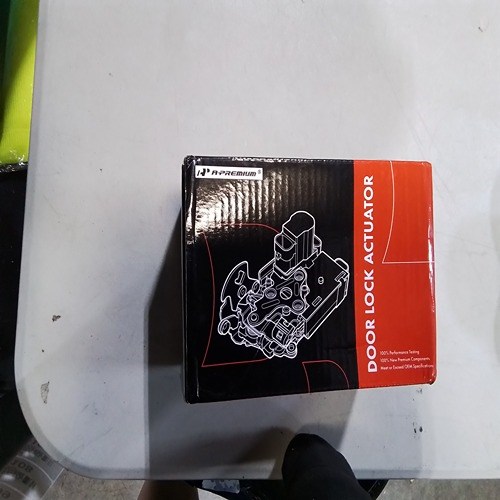 A-PREMIUM®
DOOR LOCK ACTUATOR
100% Performance Testing
100% New Premium Components
Meet or Exceed OEM Specifications